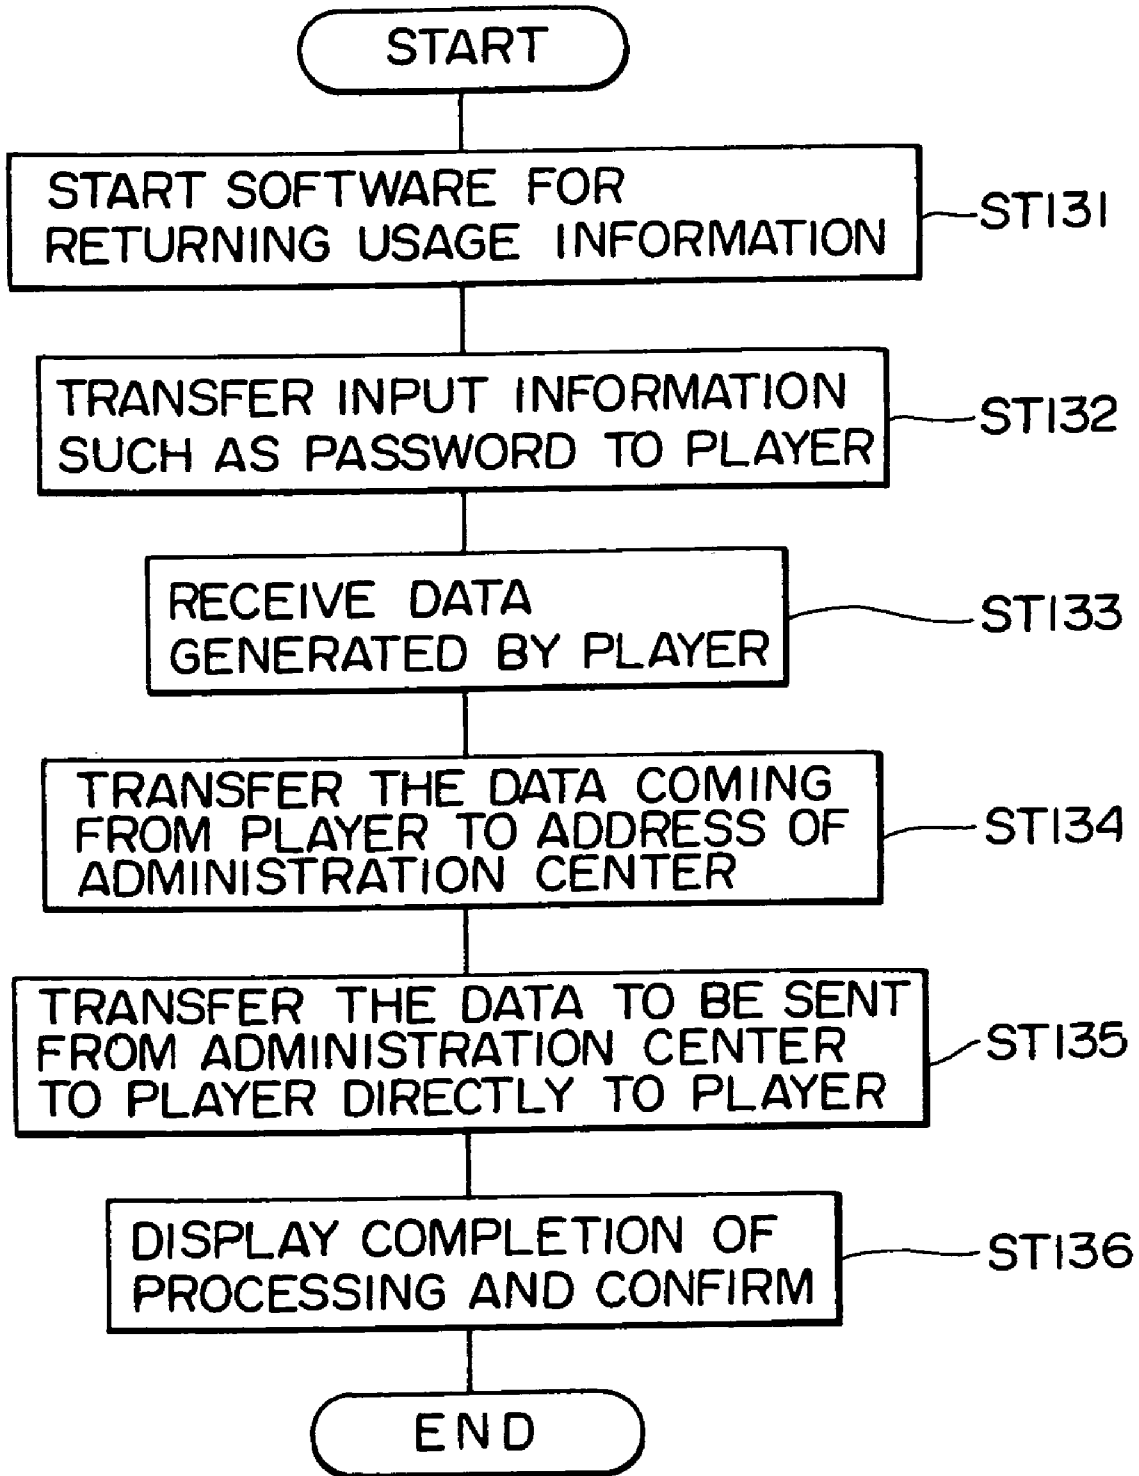 START
START SOFTWARE FOR
RETURNING USAGE INFORMATION
ST131
TRANSFER INPUT INFORMATION
SUCH AS PASSWORD TO PLAYER
ST132
RECEIVE DATA
GENERATED BY PLAYER
ST133
TRANSFER THE DATA COMING
FROM PLAYER TO ADDRESS OF
ADMINISTRATION CENTER
ST134
TRANSFER THE DATA TO BE SENT
FROM ADMINISTRATION CENTER
TO PLAYER DIRECTLY TO PLAYER
ST135
DISPLAY COMPLETION OF
PROCESSING AND CONFIRM
ST136
END